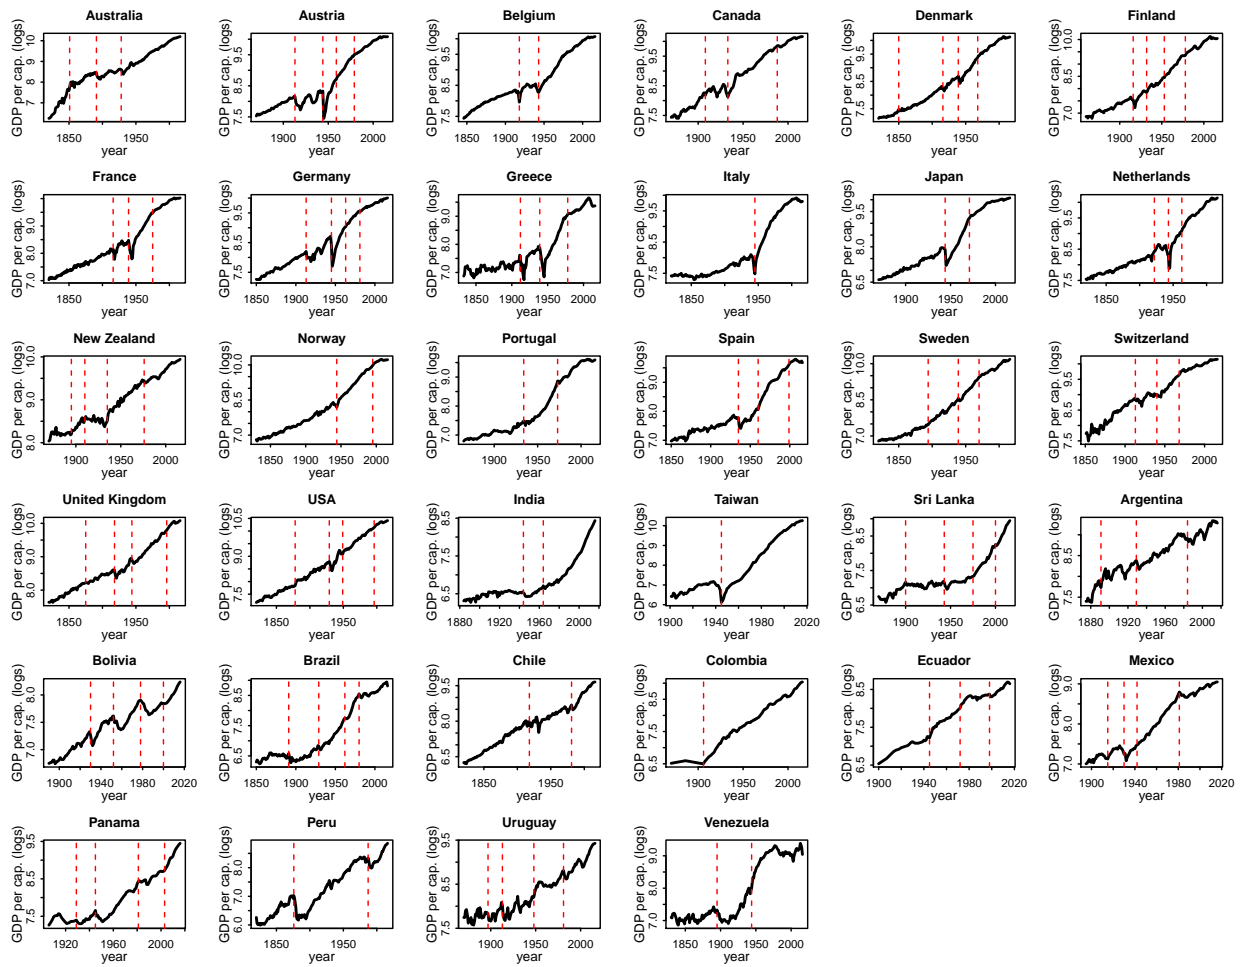 Australia
GDP per cap. (logs)
7 8 10
1850 1950
year
Austria
GDP per cap. (logs)
7.5 8.5 9.5
1900 1950 2000
year
Belgium
GDP per cap. (logs)
7.5 8.5 9.5
1850 1900 1950 2000
year
Canada
GDP per cap. (logs)
7.5 8.5 9.5
1900 1950 2000
year
Denmark
GDP per cap. (logs)
7.5 8.5 9.5
1850 1950
year
Finland
GDP per cap. (logs)
7.0 8.5 10.0
1900 1950 2000
year
France
GDP per cap. (logs)
7.0 8.0 9.0
1850 1950
year
Germany
GDP per cap. (logs)
7.5 8.5 9.5
1850 1900 1950 2000
year
Greece
GDP per cap. (logs)
7.0 8.0 9.0
1850 1900 1950 2000
year
Italy
GDP per cap. (logs)
7.5 8.5 9.5
1850 1950
year
Japan
GDP per cap. (logs)
6.5 8.0 9.5
1900 1950 2000
year
Netherlands
GDP per cap. (logs)
7.5 8.5 9.5
1850 1950
year
New Zealand
GDP per cap. (logs)
8.0 9.0 10.0
1900 1950 2000
year
Norway
GDP per cap. (logs)
7.0 8.5 10.0
1850 1900 1950 2000
year
Portugal
GDP per cap. (logs)
7.0 8.0 9.0
1900 1950 2000
year
Spain
GDP per cap. (logs)
7.0 8.0 9.0
1850 1900 1950 2000
year
Sweden
GDP per cap. (logs)
7.0 8.5 10.0
1850 1950
year
Switzerland
GDP per cap. (logs)
7.5 8.5 9.5
1850 1900 1950 2000
year
United Kingdom
GDP per cap. (logs)
8.0 9.0 10.0
1850 1950
year
USA
GDP per cap. (logs)
7.5 9.0 10.5
1850 1950
year
India
GDP per cap. (logs)
6.5 7.5 8.5
1880 1920 1960 2000
year
Taiwan
GDP per cap. (logs)
6 7 8 10
1900 1940 1980 2020
year
Sri Lanka
GDP per cap. (logs)
6.5 7.5 8.5
1900 1950 2000
year
Argentina
GDP per cap. (logs)
7.5 8.5
1880 1920 1960 2000
year
Bolivia
GDP per cap. (logs)
7.0 7.5 8.0
1900 1920 1940 1960 1980 2000 2020
year
Brazil
GDP per cap. (logs)
6.5 7.5 8.5
1850 1900 1950 2000
year
Chile
GDP per cap. (logs)
7.0 8.0 9.0
1850 1950
year
Colombia
GDP per cap. (logs)
6.5 7.5 8.5
1900 1950 2000
year
Ecuador
GDP per cap. (logs)
6.5 7.5 8.5
1900 1940 1980 2020
year
Mexico
GDP per cap. (logs)
7.0 8.0 9.0
1900 1920 1940 1960 1980 2000 2020
year
Panama
GDP per cap. (logs)
7.5 8.5 9.5
1920 1960 2000
year
Peru
GDP per cap. (logs)
6.0 7.0 8.0
1850 1950
year
Uruguay
GDP per cap. (logs)
7.5 8.5 9.5
1900 1950 2000
year
Venezuela
GDP per cap. (logs)
7.0 8.0 9.0
1850 1900 1950 2000
year